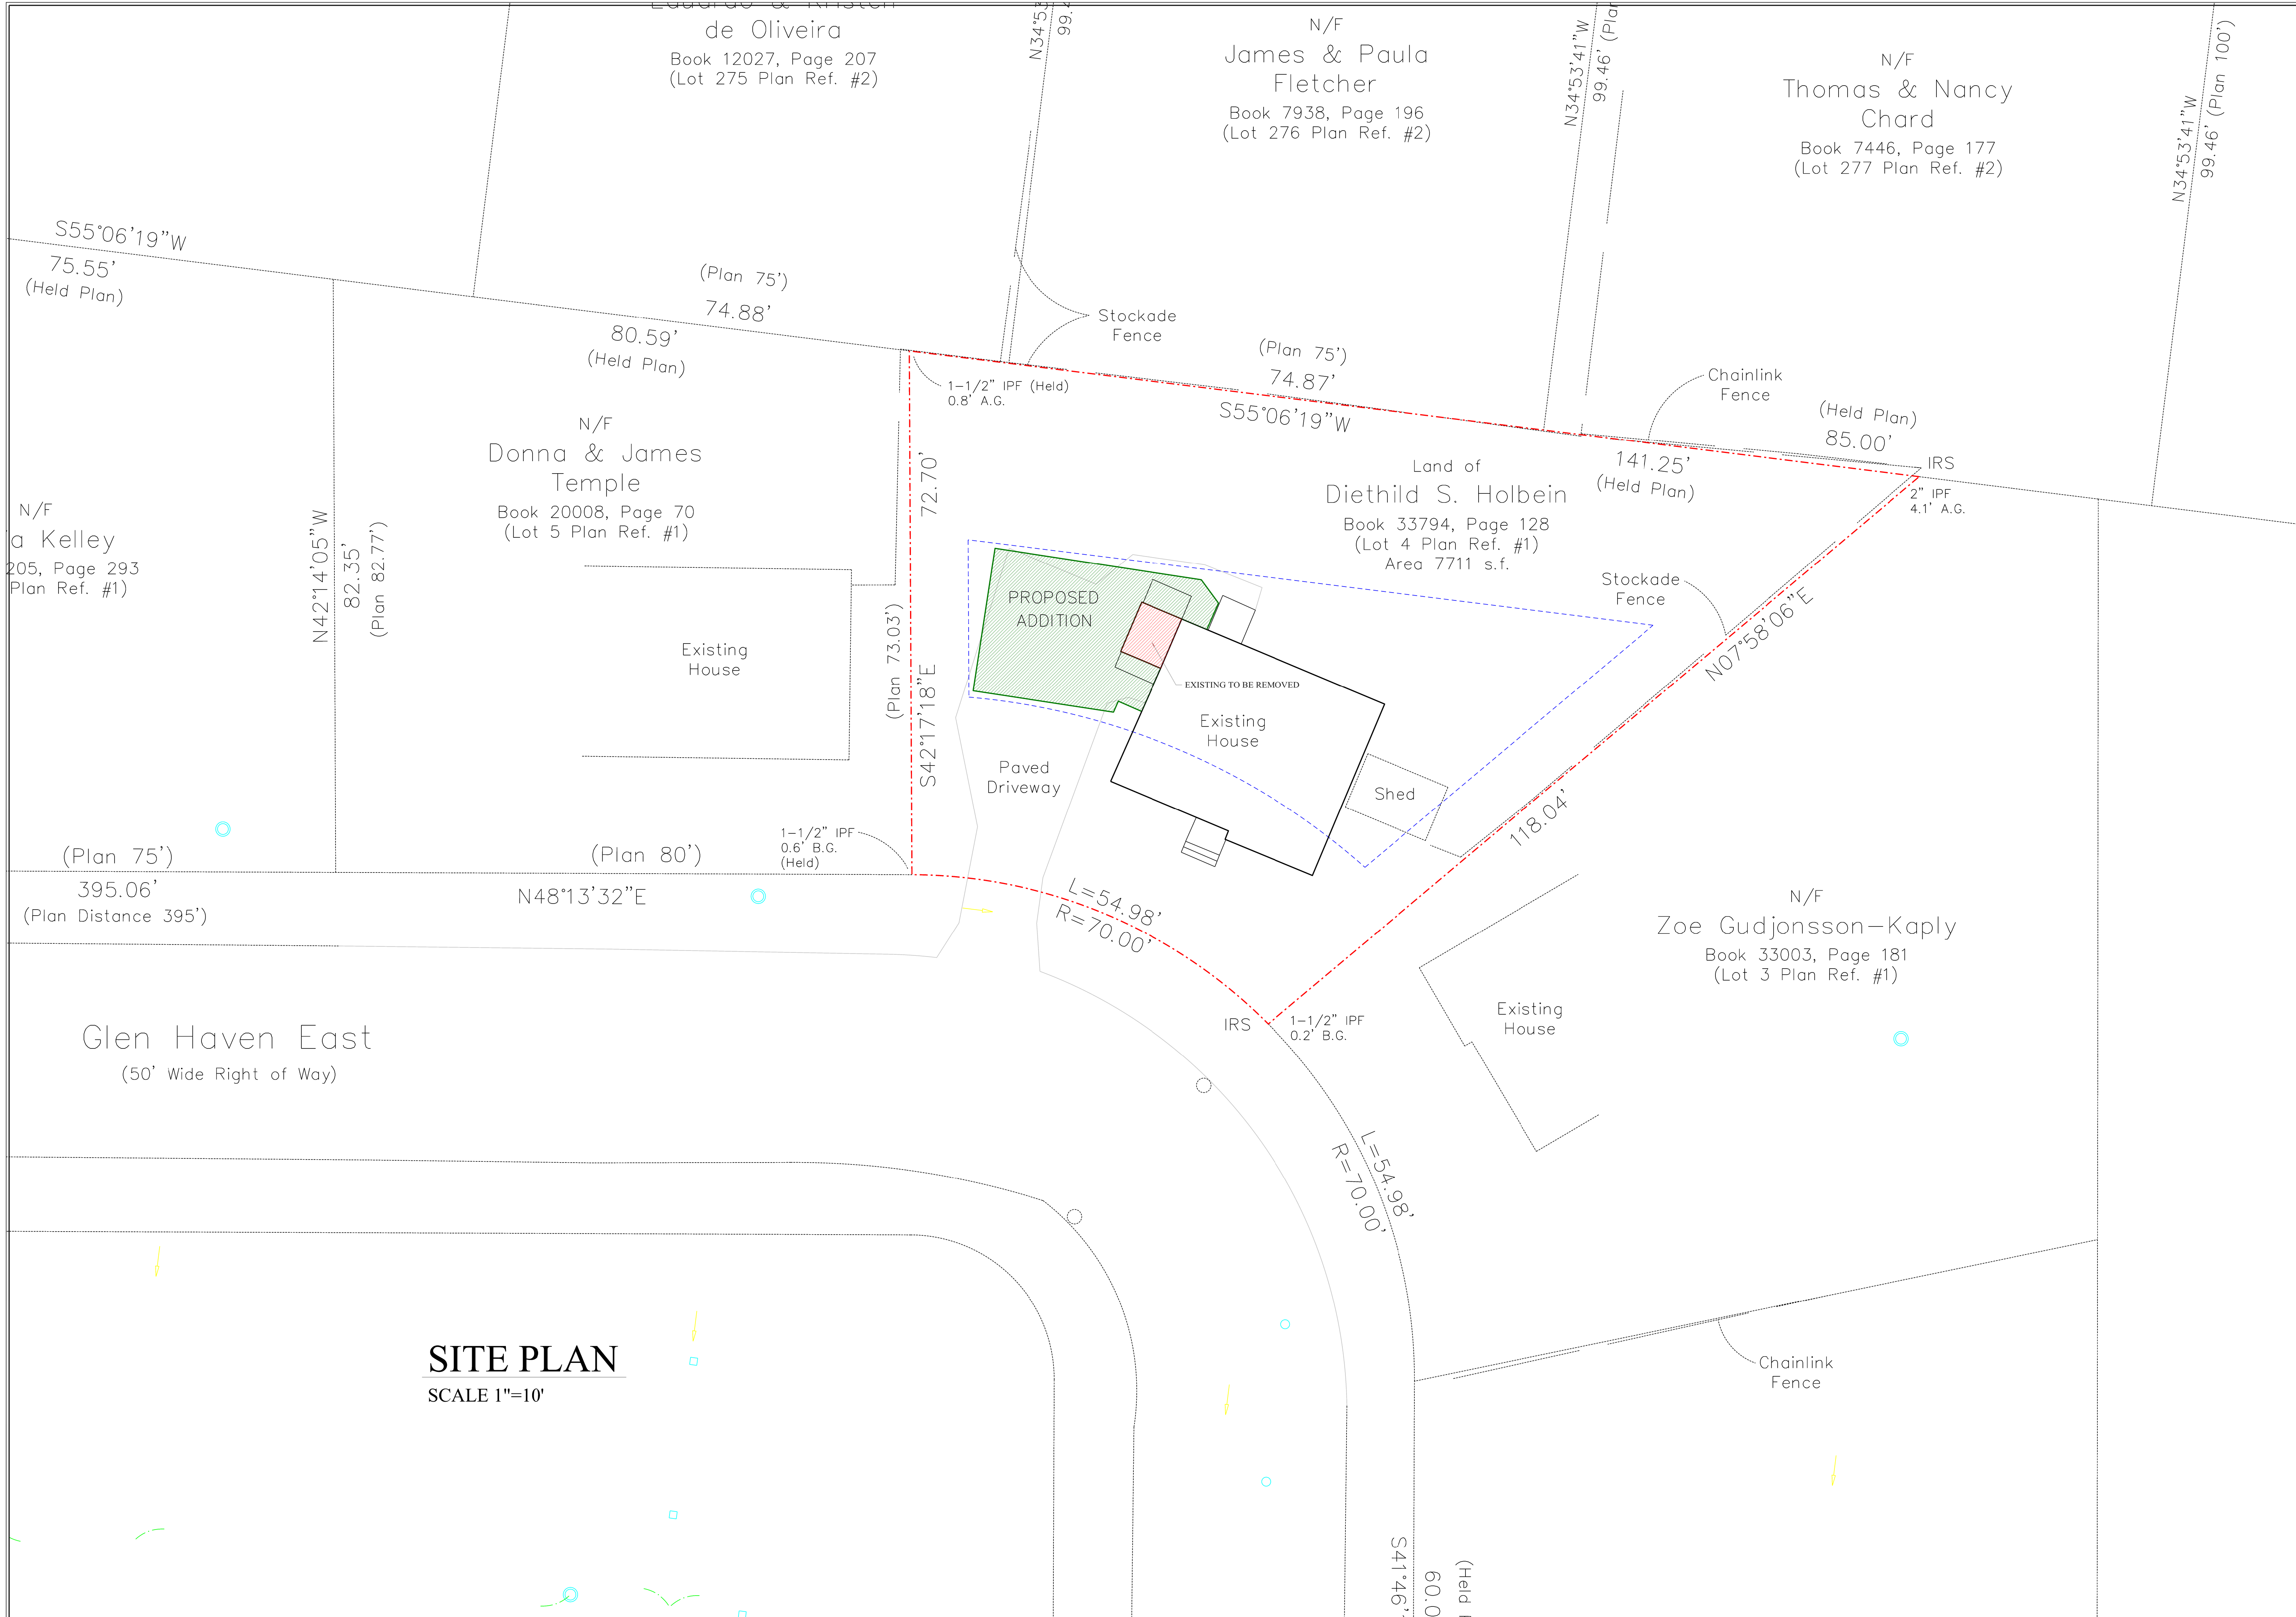 de Oliveira
Book 12027, Page 207
(Lot 275 Plan Ref. #2)
N/F
James & Paula
Fletcher
Book 7938, Page 196
(Lot 276 Plan Ref. #2)
N34°53'41"W
N/F
Thomas & Nancy
Chard
Book 7446, Page 177
(Lot 277 Plan Ref. #2)
N34°53'41"W
99.46' (Plan 100')
S55°06'19"W
75.55'
(Held Plan)
(Plan 75')
74.88'
80.59'
(Held Plan)
Stockade
Fence
(Plan 75')
74.87'
S55°06'19"W
Chainlink
Fence
(Held Plan)
85.00'
141.25'
(Held Plan)
IRS
2" IPF
4.1' A.G.
1-1/2" IPF (Held)
0.8' A.G.
N/F
Donna & James
Temple
Book 20008, Page 70
(Lot 5 Plan Ref. #1)
72.70'
(Plan 73.03')
S42°17'18"E
Land of
Diethild S. Holbein
Book 33794, Page 128
(Lot 4 Plan Ref. #1)
Area 7711 s.f.
N/F
a Kelley
205, Page 293
Plan Ref. #1)
N42°14'05"W
82.35'
(Plan 82.77')
Existing
House
PROPOSED
ADDITION
EXISTING TO BE REMOVED
Existing
House
Stockade
Fence
N07°58'06"E
118.04'
Paved
Driveway
Shed
1-1/2" IPF
0.6' B.G.
(Held)
(Plan 75')
395.06'
(Plan Distance 395')
(Plan 80')
N48°13'32"E
L=54.98'
R=70.00'
IRS
1-1/2" IPF
0.2' B.G.
N/F
Zoe Gudjonsson-Kaply
Book 33003, Page 181
(Lot 3 Plan Ref. #1)
Existing
House
Glen Haven East
(50' Wide Right of Way)
L=54.98'
R=70.00'
Chainlink
Fence
SITE PLAN
SCALE 1"=10'